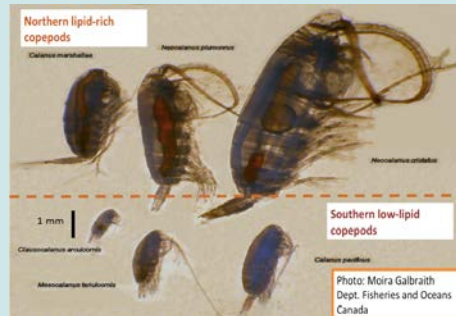 Northern lipid-rich
copepods
Calanus marshallae
Neocalanus plumchrus
Neocalanus cristatus
1 mm
Southern low-lipid
copepods
Clausocalanus arcuicornis
Mesocalanus tenuicornis
Calanus pacificus
Photo: Moira Galbraith
Dept. Fisheries and Oceans
Canada